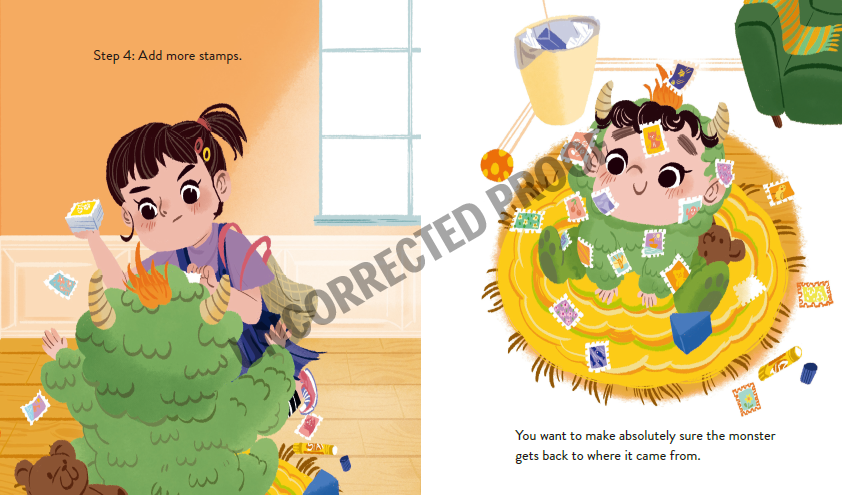 Step 4: Add more stamps.
CORRECTED PROOF
You want to make absolutely sure the monster
gets back to where it came from.